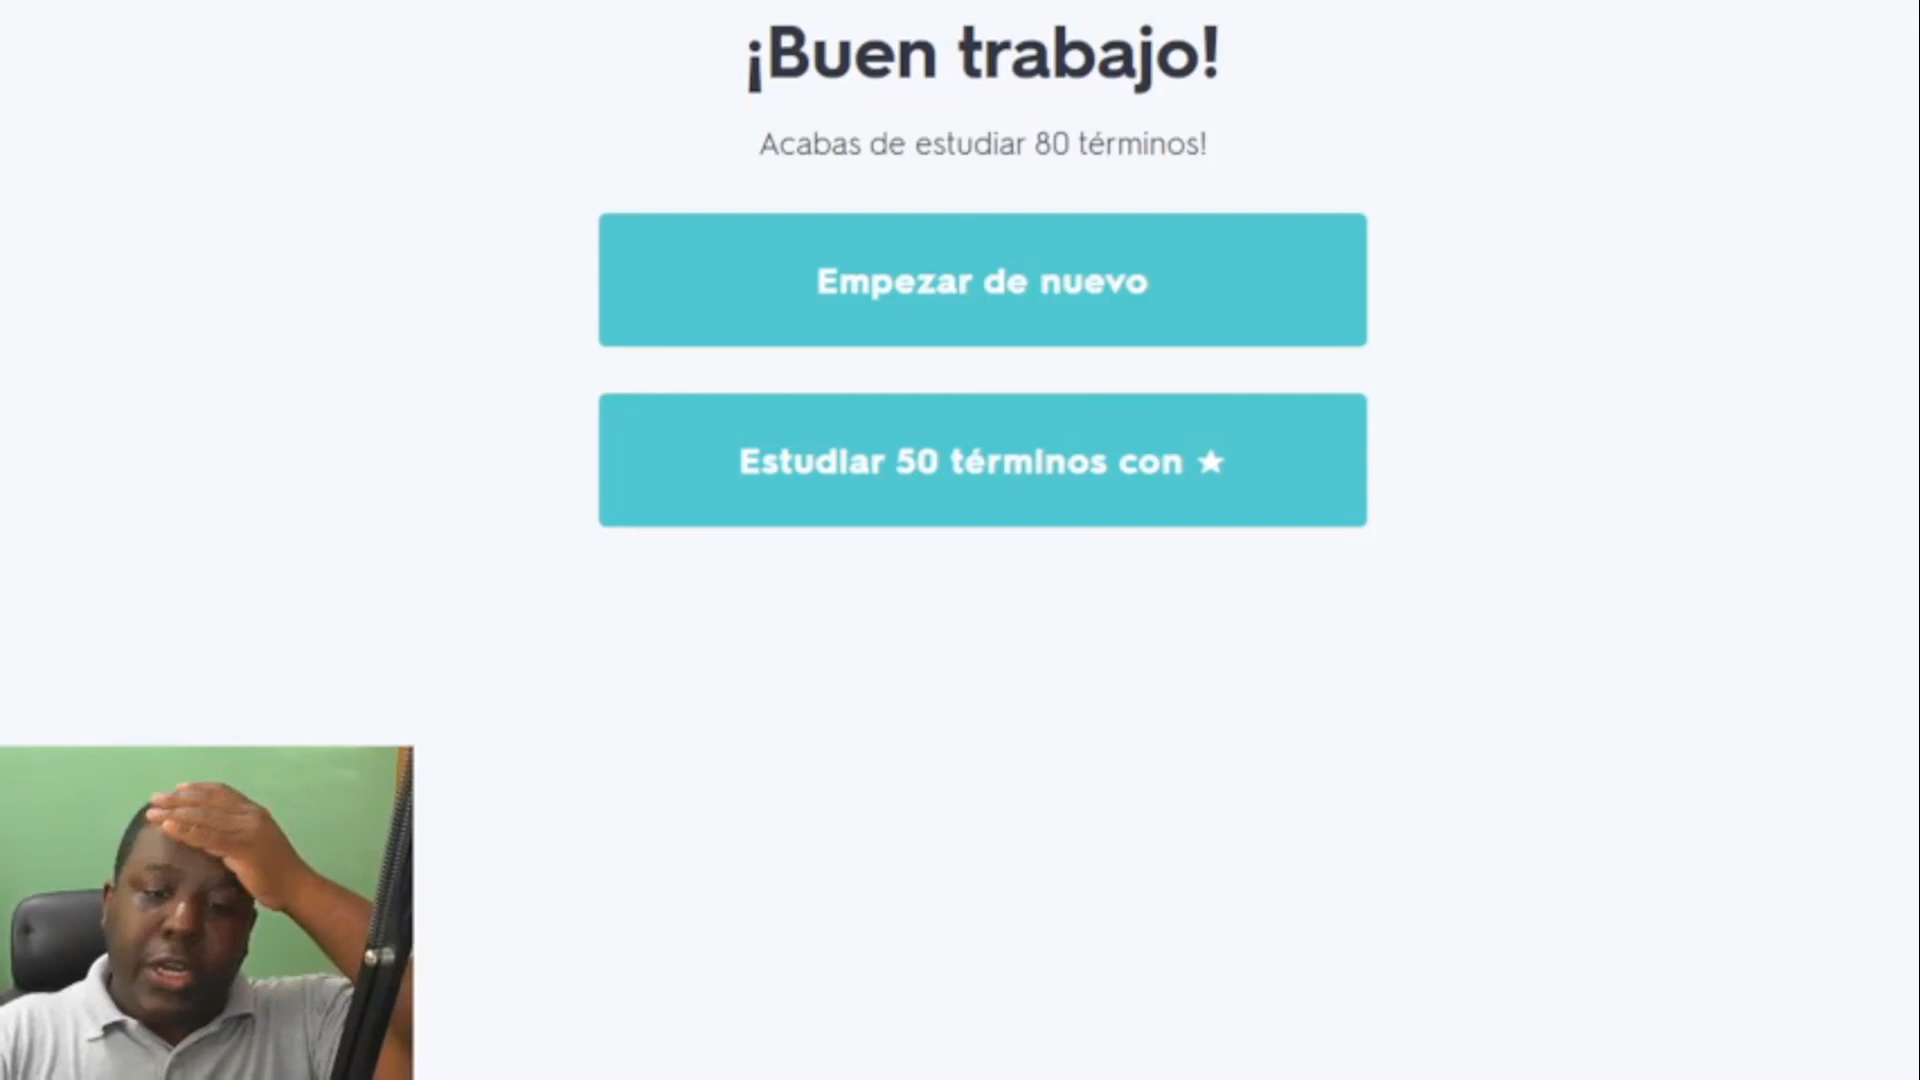 ¡Buen trabajo!
Acabas de estudiar 80 términos!
Empezar de nuevo
Estudiar 50 términos con ★